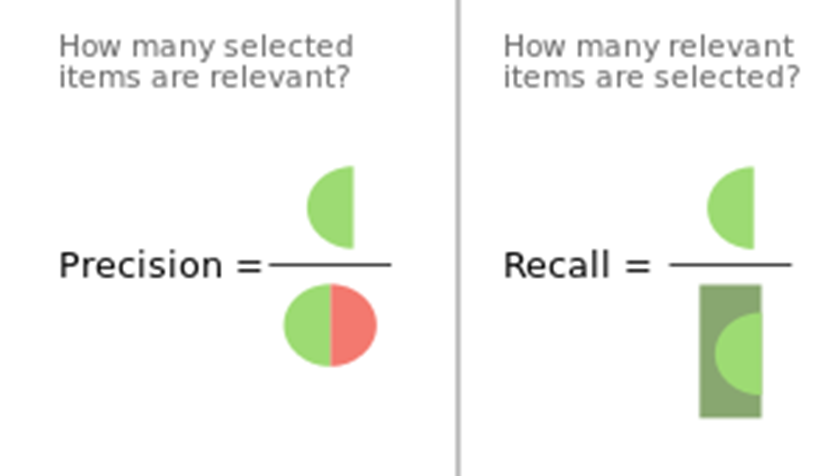 How many selected
items are relevant?
How many relevant
items are selected?
Precision =
Recall =